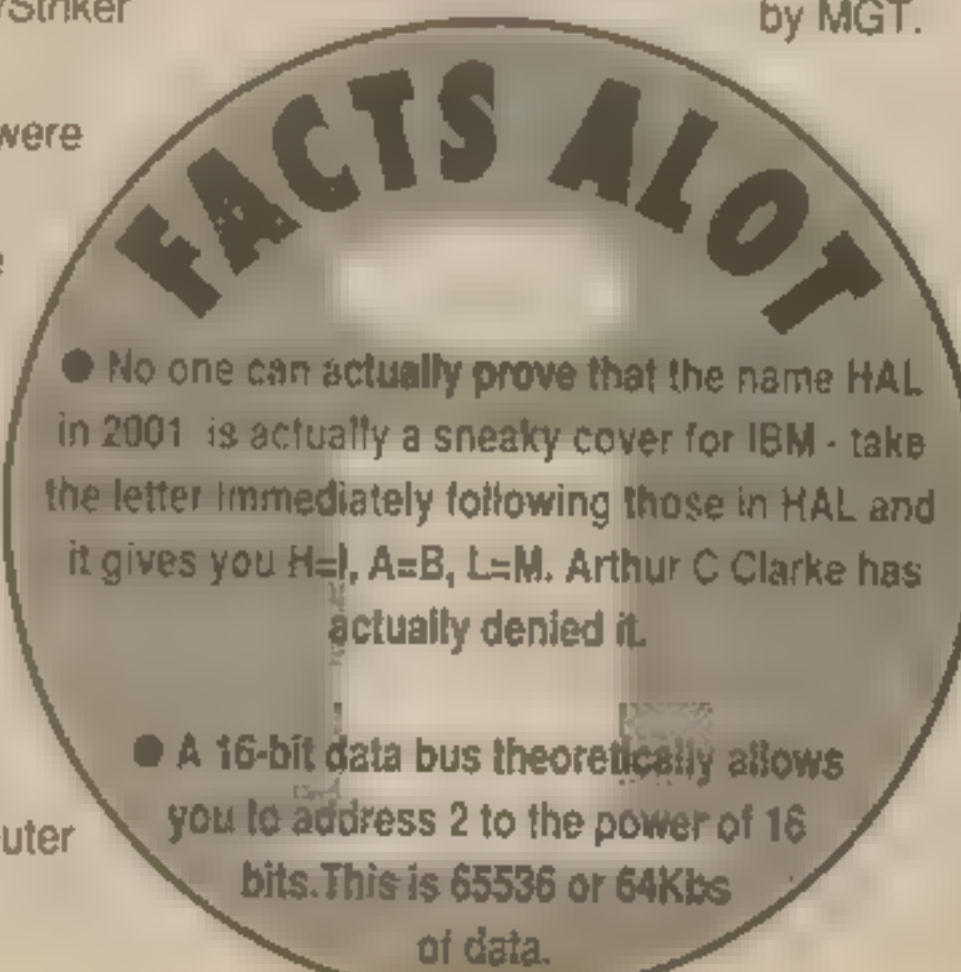 Striker
by MGT.
were
FACTS ALOT
● No one can actually prove that the name HAL
in 2001 is actually a sneaky cover for IBM - take
the letter immediately following those in HAL and
it gives you H=I, A=B, L=M. Arthur C Clarke has
actually denied it.
● A 16-bit data bus theoretically allows
you to address 2 to the power of 16
uter
bits.This is 65536 or 64Kbs
of data.